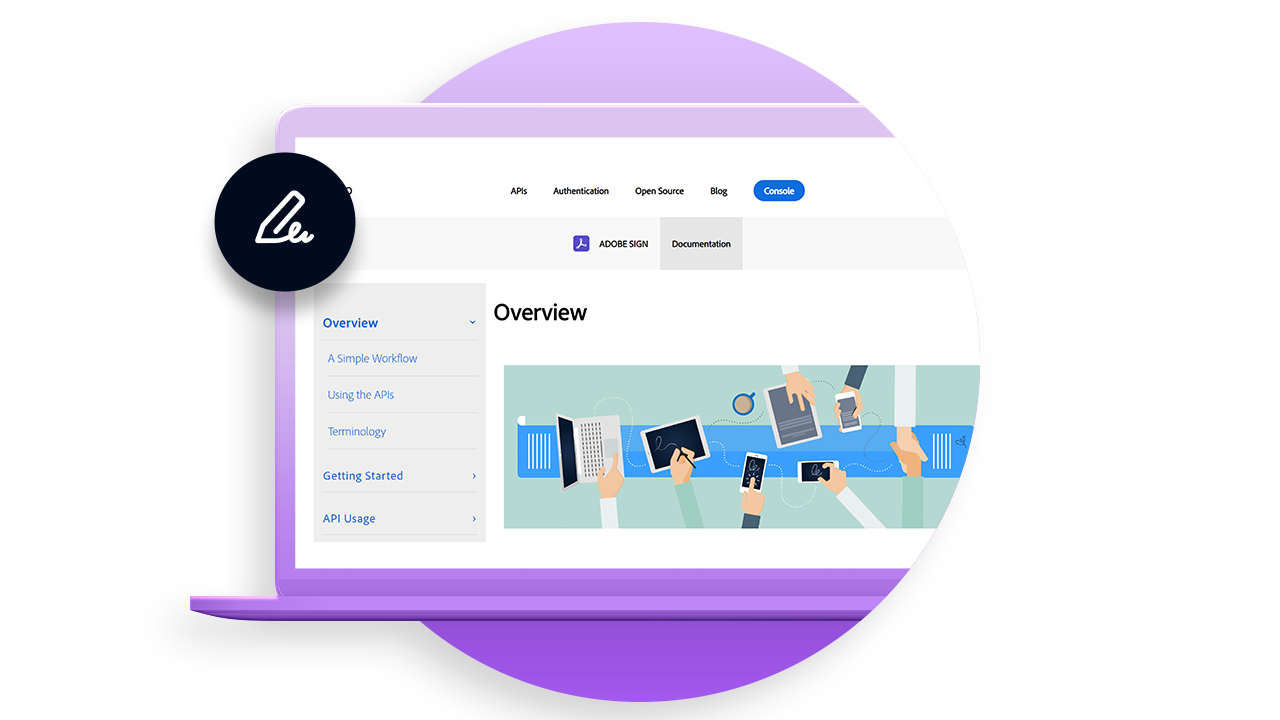 APIs Authentication Open Source Blog Console
ADOBE SIGN Documentation
Overview
A Simple Workflow
Using the APIs
Terminology
Getting Started
API Usage
Overview